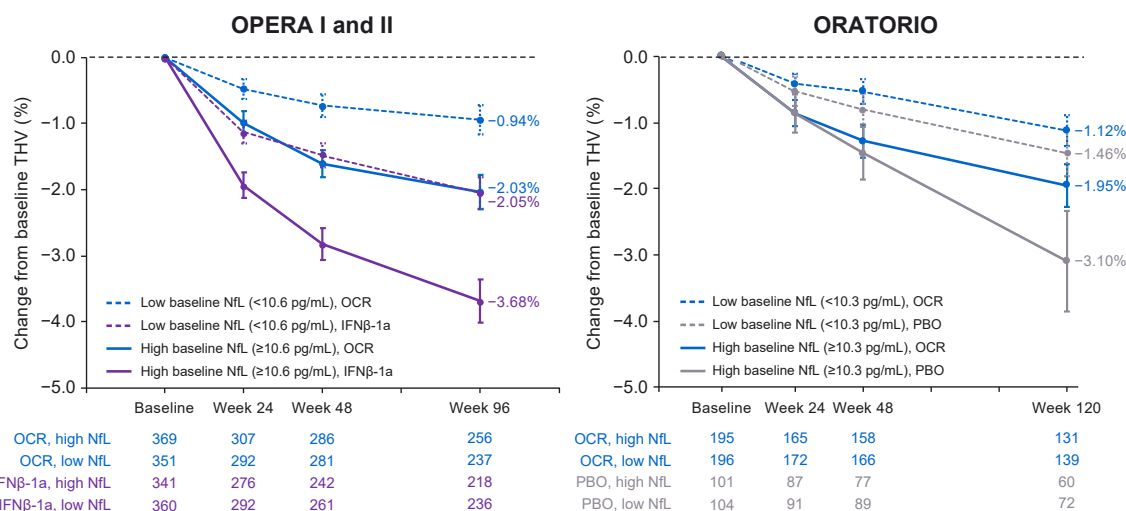 OPERA I and II
Change from baseline THV (%)
0.0
−1.0
−2.0
−3.0
−4.0
−5.0
−0.94%
−2.03%
−2.05%
−3.68%
Low baseline NfL (<10.6 pg/mL), OCR
Low baseline NfL (<10.6 pg/mL), IFNβ-1a
High baseline NfL (≥10.6 pg/mL), OCR
High baseline NfL (≥10.6 pg/mL), IFNβ-1a
Baseline Week 24 Week 48 Week 96
OCR, high NfL 369 307 286 256
OCR, low NfL 351 292 281 237
FNβ-1a, high NfL 341 276 242 218
IFNβ-1a, low NfL 360 292 261 236
ORATORIO
Change from baseline THV (%)
0.0
−1.0
−2.0
−3.0
−4.0
−5.0
−1.12%
−1.46%
−1.95%
−3.10%
Low baseline NfL (<10.3 pg/mL), OCR
Low baseline NfL (<10.3 pg/mL), PBO
High baseline NfL (≥10.3 pg/mL), OCR
High baseline NfL (≥10.3 pg/mL), PBO
Baseline Week 24 Week 48 Week 120
OCR, high NfL 195 165 158 131
OCR, low NfL 196 172 166 139
PBO, high NfL 101 87 77 60
PBO, low NfL 104 91 89 72